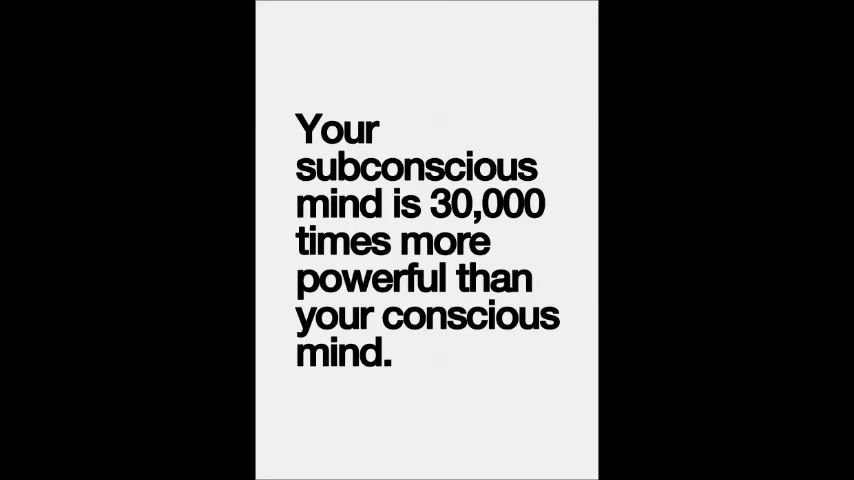 Your
subconscious
mind is 30,000
times more
powerful than
your conscious
mind.